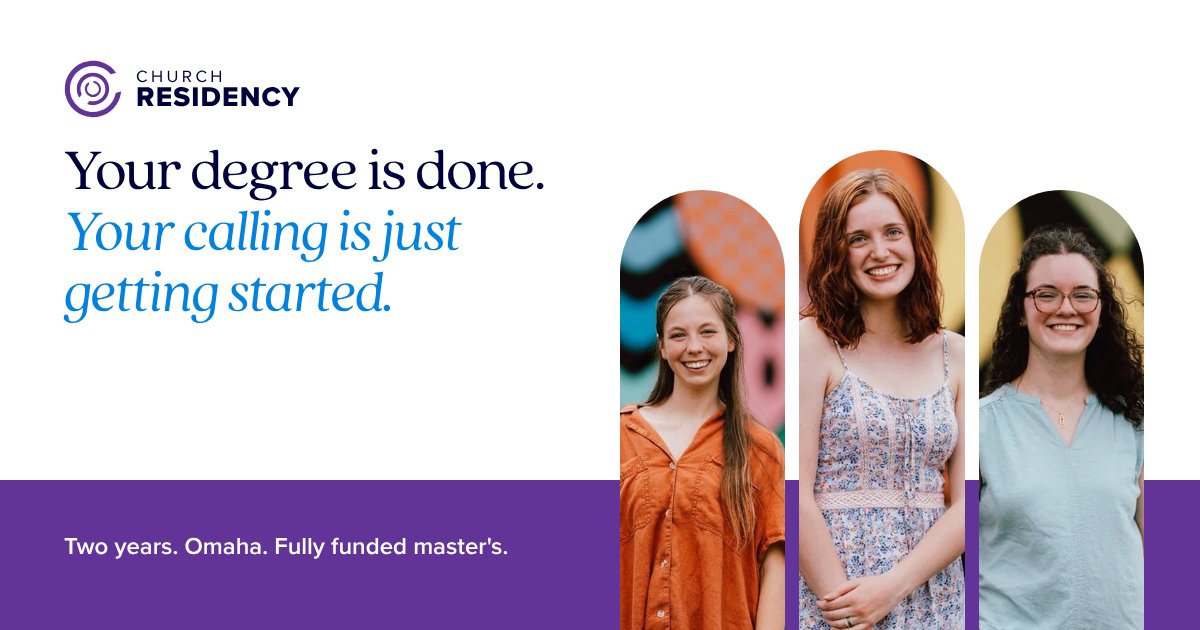 CHURCH
RESIDENCY
Your degree is done.
Your calling is just
getting started.
Two years. Omaha. Fully funded master's.